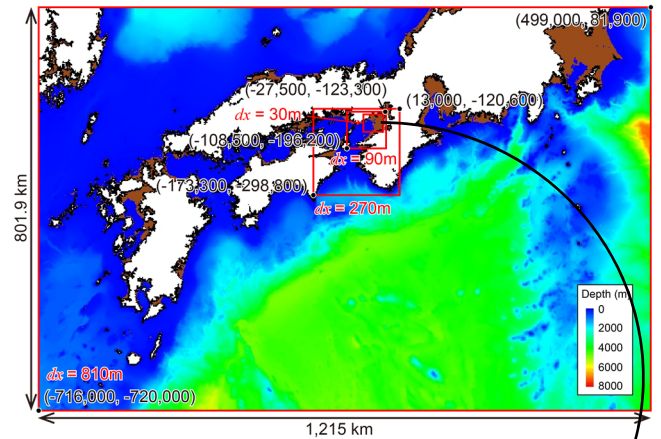 (499,000, 81,900)
(-27,500, -123,300)
(13,000, -120,600)
dx = 30m
(-108,500, -196,200)
dx = 90m
(-173,300, -298,800)
dx = 270m
801.9 km
Depth (m)
0
2000
4000
6000
8000
dx = 810m
(-716,000, -720,000)
1,215 km